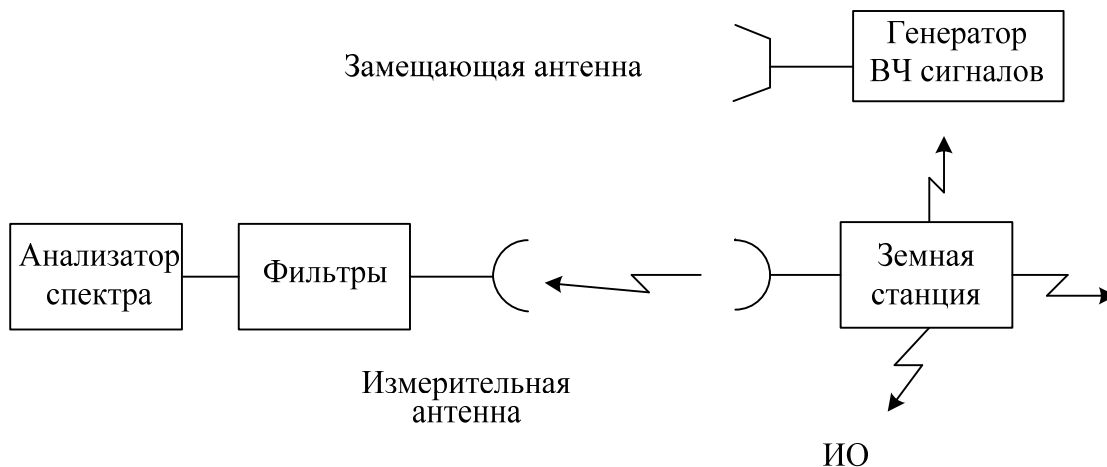 Генератор
ВЧ сигналов
Замещающая антенна
Анализатор
спектра
Фильтры
Земная
станция
Измерительная
антенна
ИО